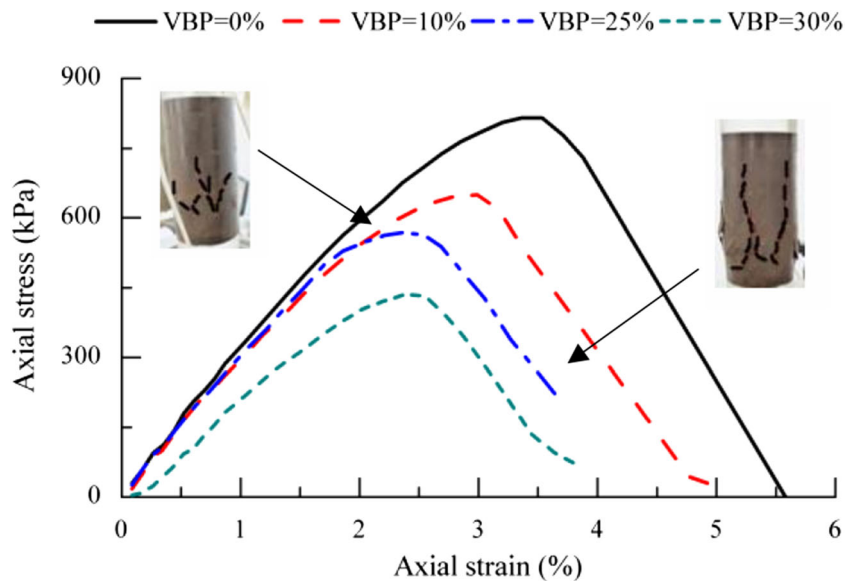 VBP=0% VBP=10% VBP=25% VBP=30%
900
600
300
0
Axial stress (kPa)
0 1 2 3 4 5 6
Axial strain (%)